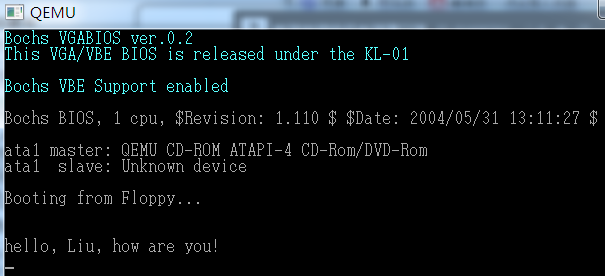 QEMU
Bochs VGABIOS ver.0.2
This VGA/VBE BIOS is released under the KL-01
Bochs VBE Support enabled
Bochs BIOS, 1 cpu, $Revision: 1.110 $ $Date: 2004/05/31 13:11:27 $
ata1 master: QEMU CD-ROM ATAPI-4 CD-Rom/DVD-Rom
ata1  slave: Unknown device
Booting from Floppy...
hello, Liu, how are you!